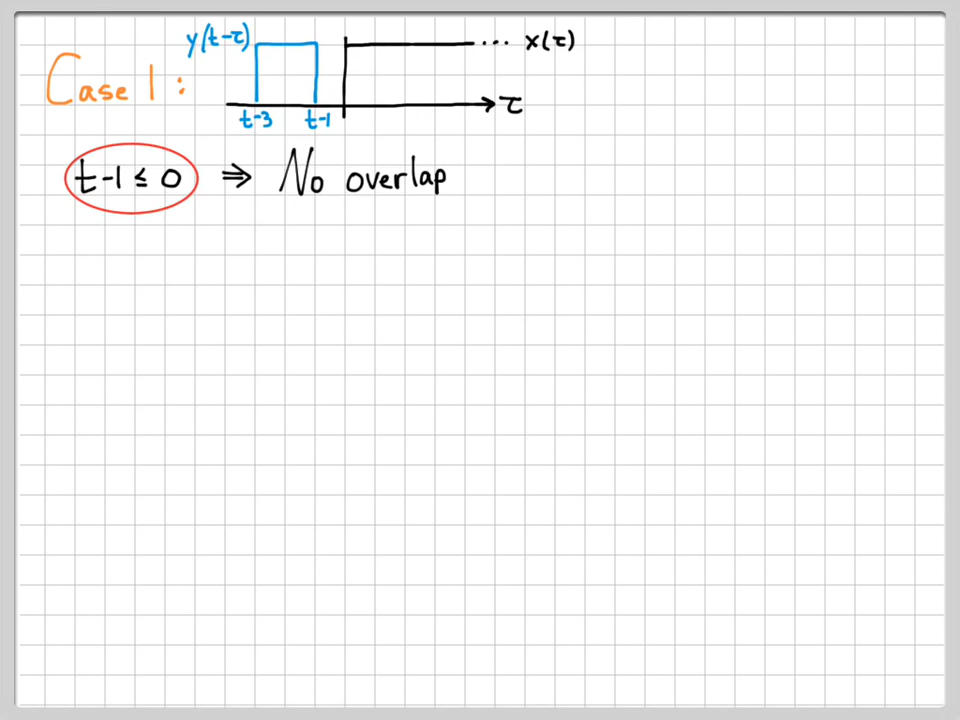 y(t-τ)
... x(τ)
Case 1:
τ
t-3 t-1
t-1 ≤ 0 ⇒ No overlap